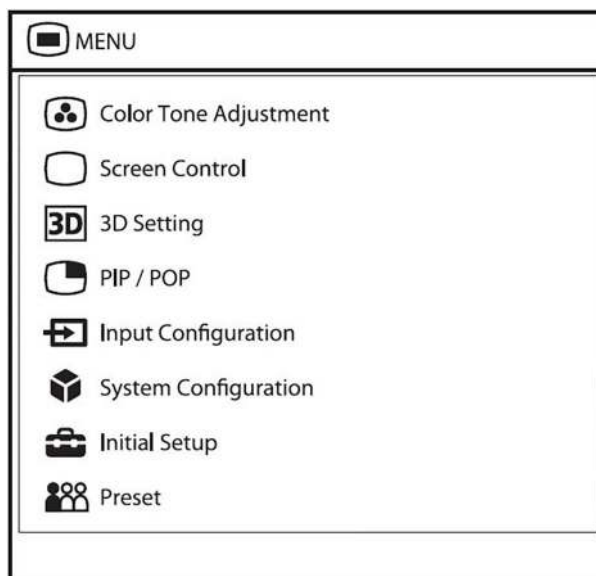 MENU
Color Tone Adjustment
Screen Control
3D 3D Setting
PIP / POP
Input Configuration
System Configuration
Initial Setup
Preset